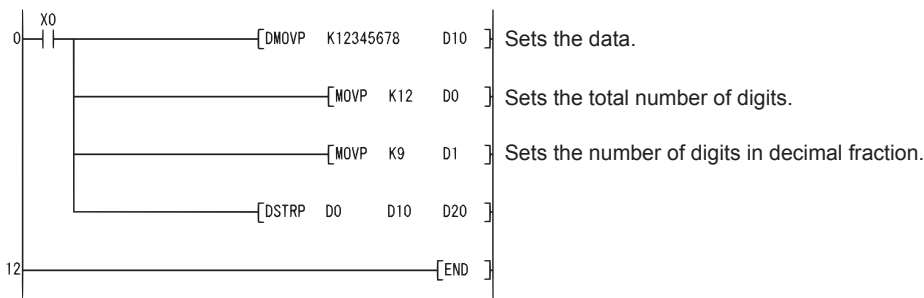 X0
0 DMOVP K12345678 D10 Sets the data.
MOVP K12 D0 Sets the total number of digits.
MOVP K9 D1 Sets the number of digits in decimal fraction.
DSTRP D0 D10 D20
12 END